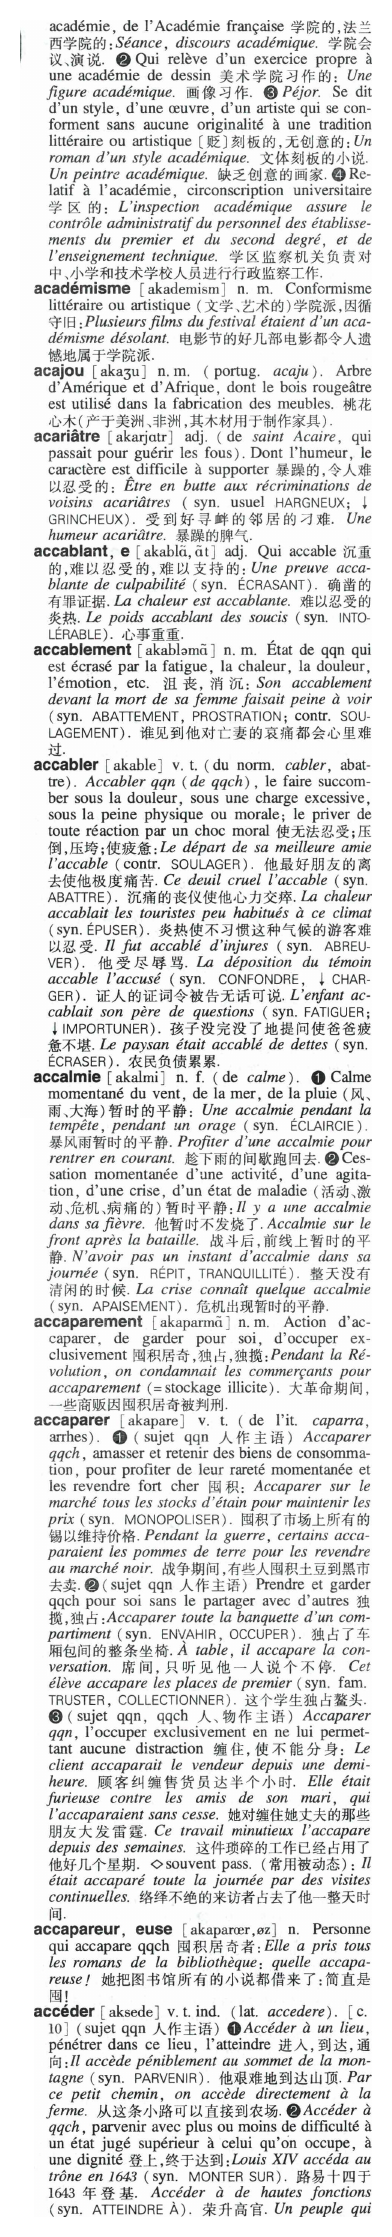 académie, de l'Académie française 学院的,法兰
西学院的:Séance, discours académique. 学院会
议、演说. ❷ Qui relève d'un exercice propre à
une académie de dessin 美术学院习作的: Une
figure académique. 画像习作. ❸ Péjor. Se dit
d'un style, d'une œuvre, d'un artiste qui se con-
forment sans aucune originalité à une tradition
littéraire ou artistique [贬]刻板的,无创意的: Un
roman d'un style académique. 文体刻板的小说.
Un peintre académique. 缺乏创意的画家. ❹ Re-
latif à l'académie, circonscription universitaire
学区的: L'inspection académique assure le
contrôle administratif du personnel des établisse-
ments du premier et du second degré, et de
l'enseignement technique. 学区监察机关负责对
中、小学和技术学校人员进行行政监察工作.
académisme [akademism] n. m. Conformisme
littéraire ou artistique (文学、艺术的)学院派,因循
守旧:Plusieurs films du festival étaient d'un aca-
démisme désolant. 电影节的好几部电影都令人遗
憾地属于学院派.
acajou [akaʒu] n. m. (portug. acaju). Arbre
d'Amérique et d'Afrique, dont le bois rougeâtre
est utilisé dans la fabrication des meubles. 桃花
心木(产于美洲、非洲,其木材用于制作家具).
acariâtre [akarjɑtr] adj. (de saint Acaire, qui
passait pour guérir les fous). Dont l'humeur, le
caractère est difficile à supporter 暴躁的,令人难
以忍受的: Être en butte aux récriminations de
voisins acariâtres (syn. usuel HARGNEUX; ↓
GRINCHEUX). 受到好寻衅的邻居的刁难. Une
humeur acariâtre. 暴躁的脾气.
accablant, e [akablɑ̃,ɑ̃t] adj. Qui accable 沉重
的,难以忍受的,难以支持的: Une preuve acca-
blante de culpabilité (syn. ÉCRASANT). 确凿的
有罪证据. La chaleur est accablante. 难以忍受的
炎热. Le poids accablant des soucis (syn. INTO-
LÉRABLE). 心事重重.
accablement [akabləmɑ̃] n. m. État de qqn qui
est écrasé par la fatigue, la chaleur, la douleur,
l'émotion, etc. 沮丧,消沉: Son accablement
devant la mort de sa femme faisait peine à voir
(syn. ABATTEMENT, PROSTRATION; contr. SOU-
LAGEMENT). 谁见到他对亡妻的哀痛都会心里难
过.
accabler [akable] v. t. (du norm. cabler, abat-
tre). Accabler qqn (de qqch), le faire succom-
ber sous la douleur, sous une charge excessive,
sous la peine physique ou morale; le priver de
toute réaction par un choc moral 使无法忍受;压
倒,压垮;使疲惫:Le départ de sa meilleure amie
l'accable (contr. SOULAGER). 他最好朋友的离
去使他极度痛苦. Ce deuil cruel l'accable (syn.
ABATTRE). 沉痛的丧仪使他心力交瘁. La chaleur
accablait les touristes peu habitués à ce climat
(syn. ÉPUISER). 炎热使不习惯这种气候的游客难
以忍受. Il fut accablé d'injures (syn. ABREU-
VER). 他受尽辱骂. La déposition du témoin
accable l'accusé (syn. CONFONDRE, ↓ CHAR-
GER). 证人的证词令被告无话可说. L'enfant ac-
cablait son père de questions (syn. FATIGUER;
↓ IMPORTUNER). 孩子没完没了地提问使爸爸疲
惫不堪. Le paysan était accablé de dettes (syn.
ÉCRASER). 农民负债累累.
accalmie [akalmi] n. f. (de calme). ❶ Calme
momentané du vent, de la mer, de la pluie (风、
雨、大海)暂时的平静: Une accalmie pendant la
tempête, pendant un orage (syn. ÉCLAIRCIE).
暴风雨暂时的平静. Profiter d'une accalmie pour
rentrer en courant. 趁下雨的间歇跑回去. ❷ Ces-
sation momentanée d'une activité, d'une agita-
tion, d'une crise, d'un état de maladie (活动、激
动、危机、病痛的)暂时平静:Il y a une accalmie
dans sa fièvre. 他暂时不发烧了. Accalmie sur le
front après la bataille. 战斗后,前线上暂时的平
静. N'avoir pas un instant d'accalmie dans sa
journée (syn. RÉPIT, TRANQUILLITÉ). 整天没有
清闲的时候. La crise connaît quelque accalmie
(syn. APAISEMENT). 危机出现暂时的平静.
accaparement [akaparmɑ̃] n. m. Action d'ac-
caparer, de garder pour soi, d'occuper ex-
clusivement 囤积居奇,独占,独揽:Pendant la Ré-
volution, on condamnait les commerçants pour
accaparement (= stockage illicite). 大革命期间,
一些商贩因囤积居奇被判刑.
accaparer [akapare] v. t. (de l'it. caparra,
arrhes). ❶ (sujet qqn 人作主语) Accaparer
qqch, amasser et retenir des biens de consomma-
tion, pour profiter de leur rareté momentanée et
les revendre fort cher 囤积: Accaparer sur le
marché tous les stocks d'étain pour maintenir les
prix (syn. MONOPOLISER). 囤积了市场上所有的
锡以维持价格. Pendant la guerre, certains acca-
paraient les pommes de terre pour les revendre
au marché noir. 战争期间,有些人囤积土豆到黑市
去卖. ❷ (sujet qqn 人作主语) Prendre et garder
qqch pour soi sans le partager avec d'autres 独
揽,独占:Accaparer toute la banquette d'un com-
partiment (syn. ENVAHIR, OCCUPER). 独占了车
厢包间的整条坐椅. À table, il accapare la con-
versation. 席间,只听见他一人说个不停. Cet
élève accapare les places de premier (syn. fam.
TRUSTER, COLLECTIONNER). 这个学生独占鳌头.
❸ (sujet qqn, qqch 人、物作主语) Accaparer
qqn, l'occuper exclusivement en ne lui permet-
tant aucune distraction 缠住,使不能分身: Le
client accaparait le vendeur depuis une demi-
heure. 顾客纠缠售货员达半个小时. Elle était
furieuse contre les amis de son mari, qui
l'accaparaient sans cesse. 她对缠住她丈夫的那些
朋友大发雷霆. Ce travail minutieux l'accapare
depuis des semaines. 这件琐碎的工作已经占用了
他好几个星期. ◇souvent pass. (常用被动态): Il
était accaparé toute la journée par des visites
continuelles. 络绎不绝的来访者占去了他一整天时
间.
accapareur, euse [akaparœr,øz] n. Personne
qui accapare qqch 囤积居奇者:Elle a pris tous
les romans de la bibliothèque: quelle accapa-
reuse! 她把图书馆所有的小说都借来了:简直是
囤!
accéder [aksede] v. t. ind. (lat. accedere). [c.
10] (sujet qqn 人作主语) ❶ Accéder à un lieu,
pénétrer dans ce lieu, l'atteindre 进入,到达,通
向:Il accède péniblement au sommet de la mon-
tagne (syn. PARVENIR). 他艰难地到达山顶. Par
ce petit chemin, on accède directement à la
ferme. 从这条小路可以直接到农场. ❷ Accéder à
qqch, parvenir avec plus ou moins de difficulté à
un état jugé supérieur à celui qu'on occupe, à
une dignité 登上,终于达到:Louis XIV accéda au
trône en 1643 (syn. MONTER SUR). 路易十四于
1643 年登基. Accéder à de hautes fonctions
(syn. ATTEINDRE À). 荣升高官. Un peuple qui